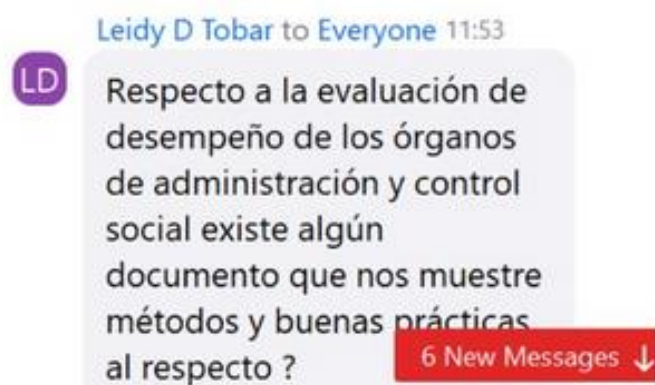 Leidy D Tobar to Everyone 11:53
LD
Respecto a la evaluación de
desempeño de los órganos
de administración y control
social existe algún
documento que nos muestre
métodos y buenas prácticas
al respecto ?
6 New Messages ↓